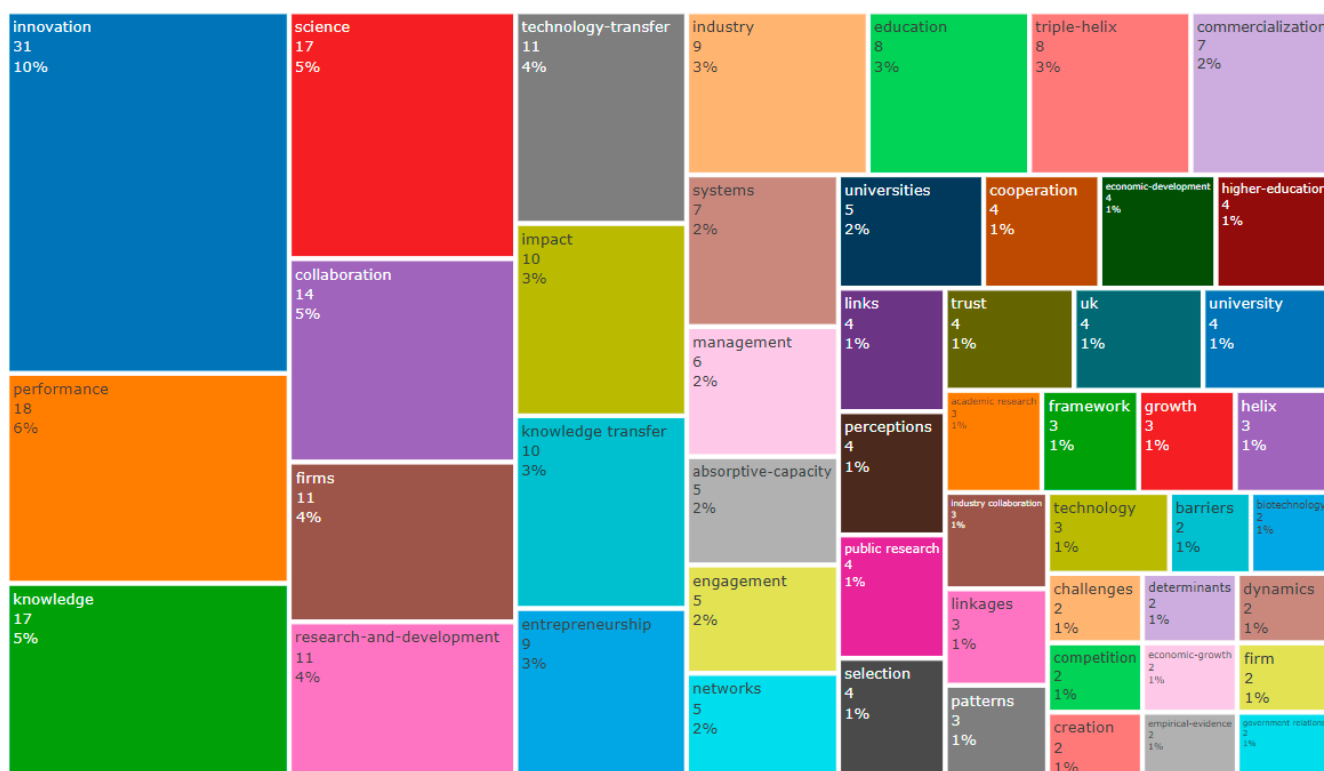 innovation
31
10%
performance
18
6%
knowledge
17
5%
science
17
5%
collaboration
14
5%
firms
11
4%
research-and-development
11
4%
technology-transfer
11
4%
impact
10
3%
knowledge transfer
10
3%
entrepreneurship
9
3%
industry
9
3%
education
8
3%
triple-helix
8
3%
commercialization
7
2%
systems
7
2%
management
6
2%
absorptive-capacity
5
2%
engagement
5
2%
networks
5
2%
universities
5
2%
cooperation
4
1%
economic-development
4
1%
higher-education
4
1%
links
4
1%
perceptions
4
1%
public research
4
1%
selection
4
1%
trust
4
1%
uk
4
1%
university
4
1%
academic research
3
1%
framework
3
1%
growth
3
1%
helix
3
1%
industry collaboration
3
1%
linkages
3
1%
patterns
3
1%
technology
3
1%
barriers
2
1%
biotechnology
2
1%
challenges
2
1%
determinants
2
1%
dynamics
2
1%
competition
2
1%
economic-growth
2
1%
firm
2
1%
creation
2
1%
empirical-evidence
2
1%
government relations
2
1%